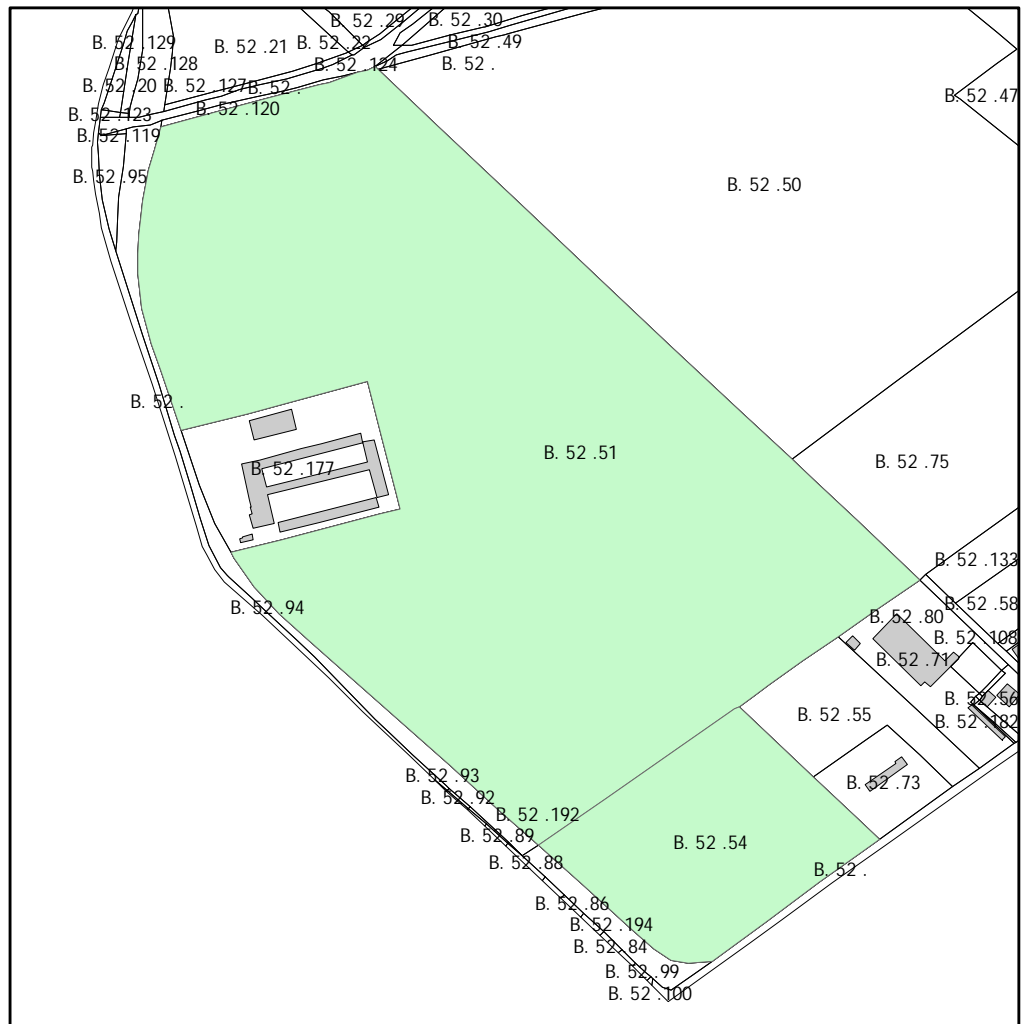 B. 52 .29
B. 52 .30
B. 52 .129
B. 52 .21
B. 52 .22
B. 52 .49
B. 52 .128
B. 52 .124
B. 52 .
B. 52 .20
B. 52 .127
B. 52 .
B. 52 .47
B. 52 .123
B. 52 .120
B. 52 .119
B. 52 .95
B. 52 .50
B. 52 .
B. 52 .51
B. 52 .75
B. 52 .177
B. 52 .133
B. 52 .94
B. 52 .58
B. 52 .80
B. 52 .108
B. 52 .71
B. 52 .56
B. 52 .55
B. 52 .182
B. 52 .93
B. 52 .73
B. 52 .92
B. 52 .192
B. 52 .89
B. 52 .54
B. 52 .88
B. 52 .
B. 52 .86
B. 52 .194
B. 52 .84
B. 52 .99
B. 52 .100